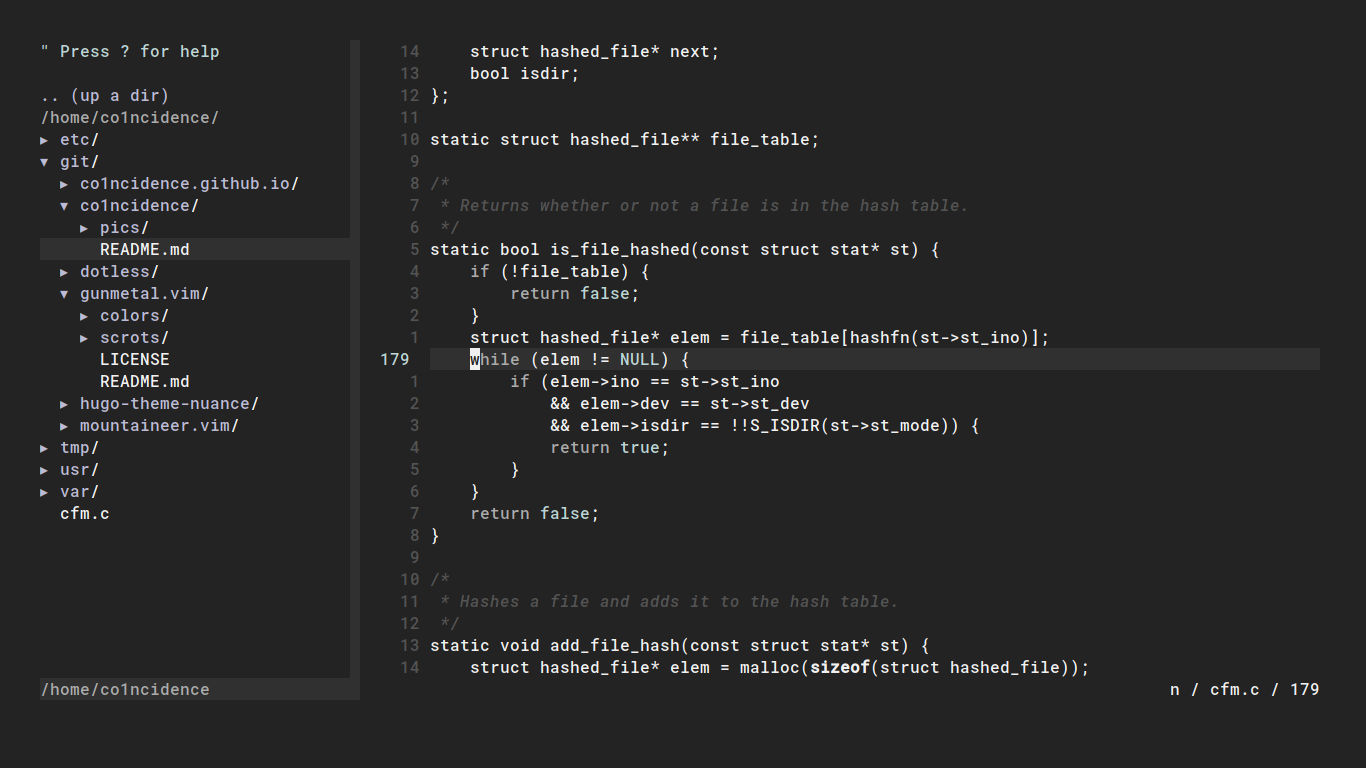 " Press ? for help
.. (up a dir)
/home/co1ncidence/
▸ etc/
▾ git/
▸ co1ncidence.github.io/
▾ co1ncidence/
▸ pics/
README.md
▸ dotless/
▾ gunmetal.vim/
▸ colors/
▸ scrots/
LICENSE
README.md
▸ hugo-theme-nuance/
▸ mountaineer.vim/
▸ tmp/
▸ usr/
▸ var/
cfm.c
/home/co1ncidence
14 struct hashed_file* next;
13 bool isdir;
12 };
11
10 static struct hashed_file** file_table;
9
8 /*
7 * Returns whether or not a file is in the hash table.
6 */
5 static bool is_file_hashed(const struct stat* st) {
4 if (!file_table) {
3 return false;
2 }
1 struct hashed_file* elem = file_table[hashfn(st->st_ino)];
179 while (elem != NULL) {
1 if (elem->ino == st->st_ino
2 && elem->dev == st->st_dev
3 && elem->isdir == !!S_ISDIR(st->st_mode)) {
4 return true;
5 }
6 }
7 return false;
8 }
9
10 /*
11 * Hashes a file and adds it to the hash table.
12 */
13 static void add_file_hash(const struct stat* st) {
14 struct hashed_file* elem = malloc(sizeof(struct hashed_file));
n / cfm.c / 179